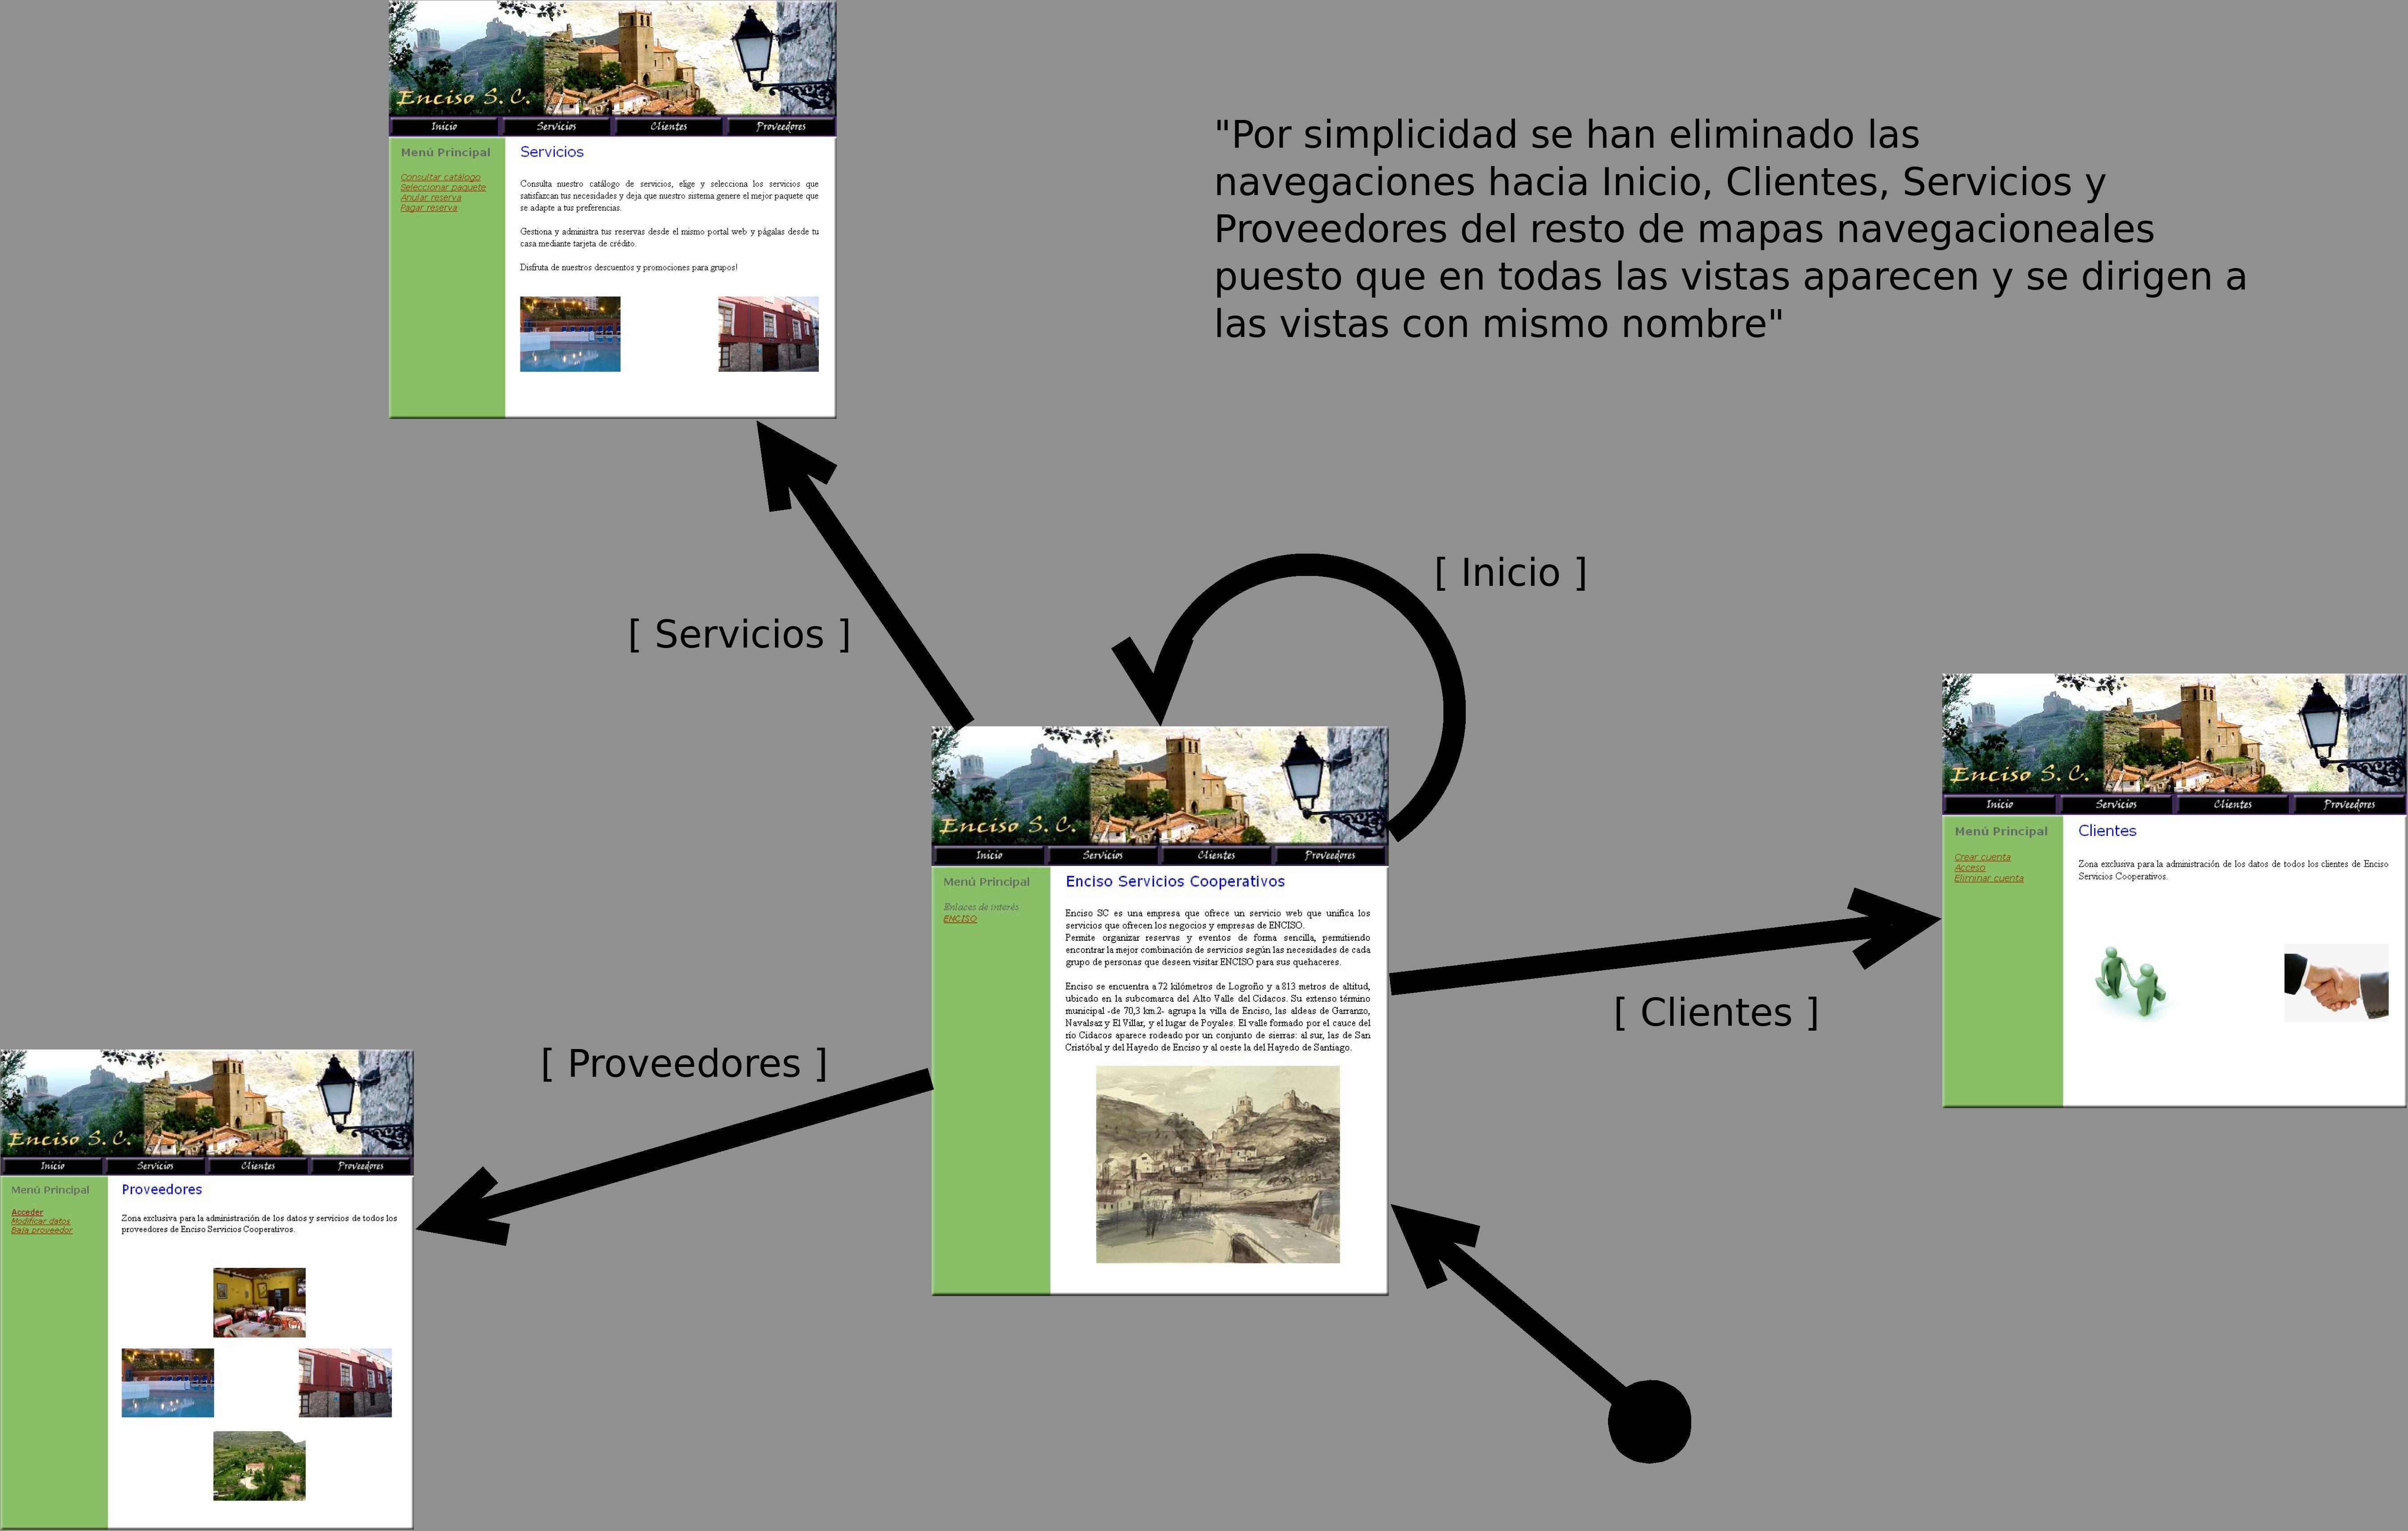 Enciso S. C.
Inicio Servicios Clientes Proveedores
Menú Principal
Consultar catálogo
Seleccionar paquete
Anular reserva
Pagar reserva
Servicios
Consulta nuestro catálogo de servicios, elige y selecciona los servicios que
satisfazcan tus necesidades y deja que nuestro sistema genere el mejor paquete que
se adapte a tus preferencias.
Gestiona y administra tus reservas desde el mismo portal web y págalas desde tu
casa mediante tarjeta de crédito.
Disfruta de nuestros descuentos y promociones para grupos!
"Por simplicidad se han eliminado las
navegaciones hacia Inicio, Clientes, Servicios y
Proveedores del resto de mapas navegacioneales
puesto que en todas las vistas aparecen y se dirigen a
las vistas con mismo nombre"
[ Inicio ]
[ Servicios ]
Enciso S. C.
Inicio Servicios Clientes Proveedores
Menú Principal
Enlaces de interés
ENCISO
Enciso Servicios Cooperativos
Enciso SC es una empresa que ofrece un servicio web que unifica los
servicios que ofrecen los negocios y empresas de ENCISO.
Permite organizar reservas y eventos de forma sencilla, permitiendo
encontrar la mejor combinación de servicios según las necesidades de cada
grupo de personas que deseen visitar ENCISO para sus quehaceres.
Enciso se encuentra a 72 kilómetros de Logroño y a 813 metros de altitud,
ubicado en la subcomarca del Alto Valle del Cidacos. Su extenso término
municipal -de 70,3 km.2- agrupa la villa de Enciso, las aldeas de Garranzo,
Navalsaz y El Villar, y el lugar de Poyales. El valle formado por el cauce del
río Cidacos aparece rodeado por un conjunto de sierras: al sur, las de San
Cristóbal y del Hayedo de Enciso y al oeste la del Hayedo de Santiago.
Enciso S. C.
Inicio Servicios Clientes Proveedores
Menú Principal
Crear cuenta
Acceso
Eliminar cuenta
Clientes
Zona exclusiva para la administración de los datos de todos los clientes de Enciso
Servicios Cooperativos.
[ Clientes ]
[ Proveedores ]
Enciso S. C.
Inicio Servicios Clientes Proveedores
Menú Principal
Acceder
Modificar datos
Baja proveedor
Proveedores
Zona exclusiva para la administración de los datos y servicios de todos los
proveedores de Enciso Servicios Cooperativos.